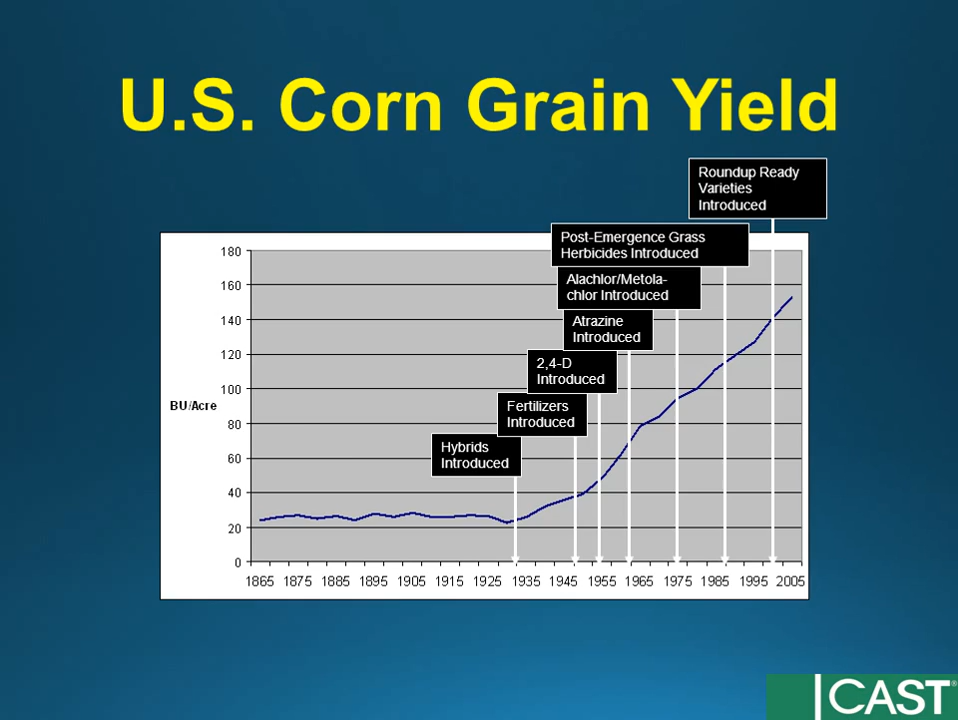 U.S. Corn Grain Yield
Roundup Ready
Varieties
Introduced
Post-Emergence Grass
Herbicides Introduced
Alachlor/Metola-
chlor Introduced
Atrazine
Introduced
2,4-D
Introduced
Fertilizers
Introduced
Hybrids
Introduced
180
160
140
120
100
80
60
40
20
0
BU/Acre
1865 1875 1885 1895 1905 1915 1925 1935 1945 1955 1965 1975 1985 1995 2005
CAST®